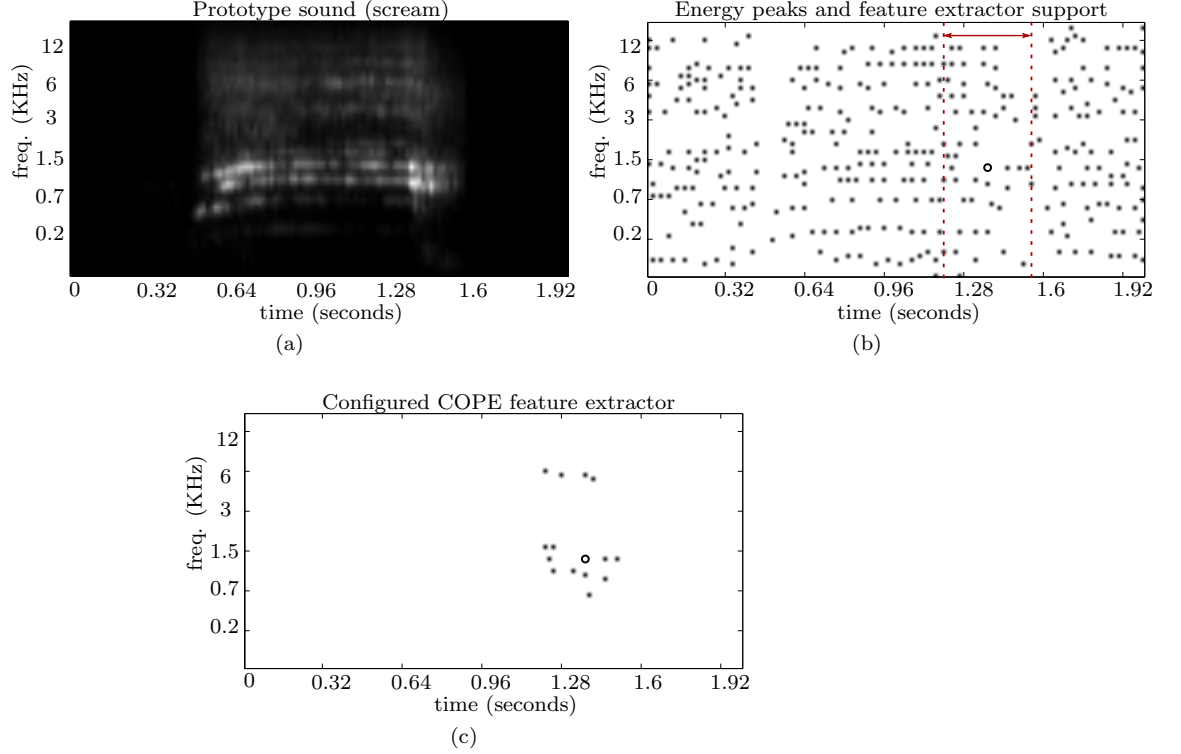 Prototype sound (scream)
freq. (KHz)
12
6
3
1.5
0.7
0.2
0 0.32 0.64 0.96 1.28 1.6 1.92
time (seconds)
(a)
Energy peaks and feature extractor support
freq. (KHz)
12
6
3
1.5
0.7
0.2
0 0.32 0.64 0.96 1.28 1.6 1.92
time (seconds)
(b)
Configured COPE feature extractor
freq. (KHz)
12
6
3
1.5
0.7
0.2
0 0.32 0.64 0.96 1.28 1.6 1.92
time (seconds)
(c)